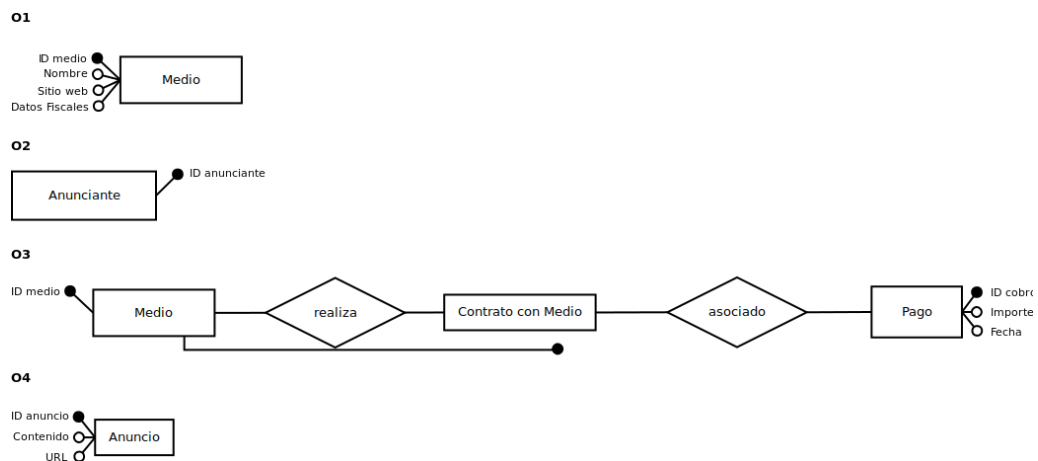 O1
ID medio
Nombre
Sitio web
Datos Fiscales
Medio
O2
Anunciante
ID anunciante
O3
ID medio
Medio
realiza
Contrato con Medio
asociado
Pago
ID cobro
Importe
Fecha
O4
ID anuncio
Contenido
URL
Anuncio